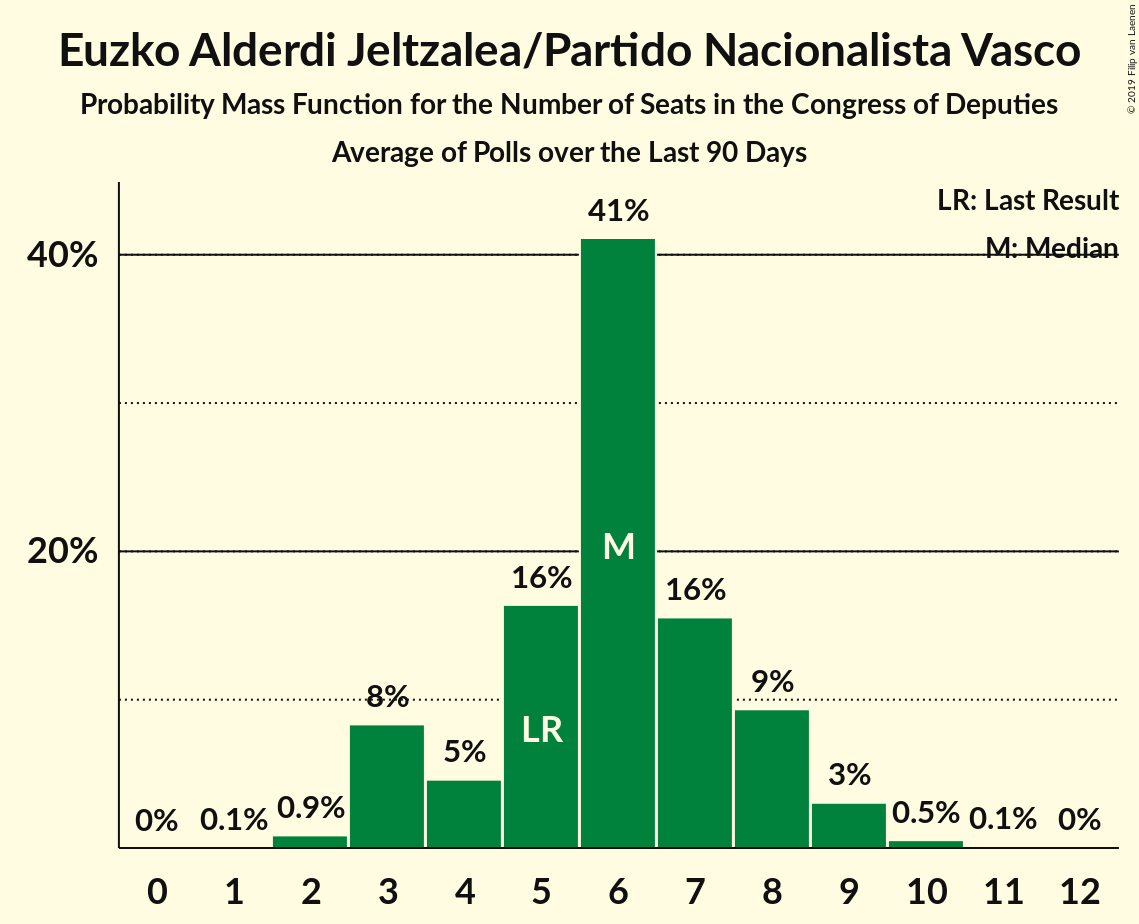 Euzko Alderdi Jeltzalea/Partido Nacionalista Vasco
Probability Mass Function for the Number of Seats in the Congress of Deputies
Average of Polls over the Last 90 Days
© 2019 Filip van Laenen
LR: Last Result
M: Median
40%
20%
0%
0.1%
0.9%
8%
5%
16%
41%
16%
9%
3%
0.5%
0.1%
0%
LR
M
0 1 2 3 4 5 6 7 8 9 10 11 12